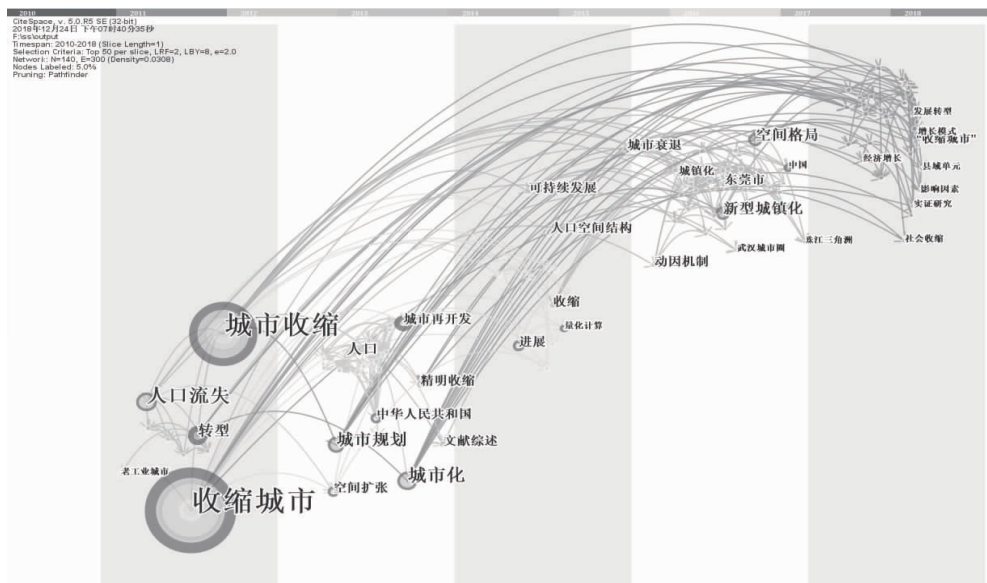 2010 2011 2012 2013 2014 2015 2016 2017 2018
CiteSpace, v. 5.0.R5 SE (32-bit)
2018年12月24日 下午07时40分35秒
F:\ss\output
Timespan: 2010-2018 (Slice Length=1)
Selection Criteria: Top 50 per slice, LRF=2, LBY=8, e=2.0
Network: N=140, E=300 (Density=0.0308)
Nodes Labeled: 5.0%
Pruning: Pathfinder
发展转型
增长模式
空间格局
"收缩城市"
城市衰退
经济增长
中国
县域单元
城镇化
东莞市
可持续发展
影响因素
实证研究
新型城镇化
人口空间结构
珠江三角洲
社会收缩
武汉城市圈
动因机制
收缩
城市收缩
城市再开发
量化计算
人口
进展
精明收缩
人口流失
中华人民共和国
转型
城市规划
文献综述
老工业城市
城市化
空间扩张
收缩城市